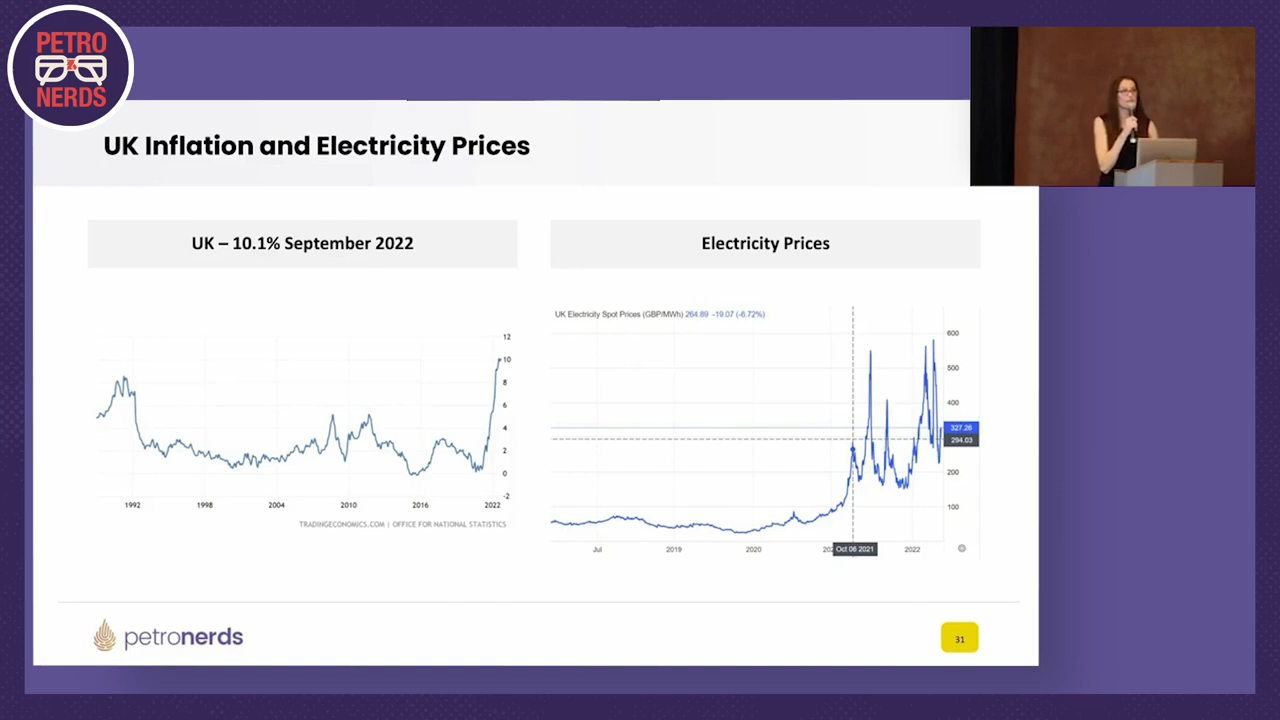 PETRO
NERDS
UK Inflation and Electricity Prices
UK – 10.1% September 2022
Electricity Prices
12
10
8
6
4
2
0
-2
1992
1998
2004
2010
2016
2022
TRADINGECONOMICS.COM | OFFICE FOR NATIONAL STATISTICS
UK Electricity Spot Prices (GBP/MWh) 264.89 -19.07 (-6.72%)
600
500
400
327.26
294.03
200
100
Jul
2019
2020
Oct 06 2021
2022
petronerds
31